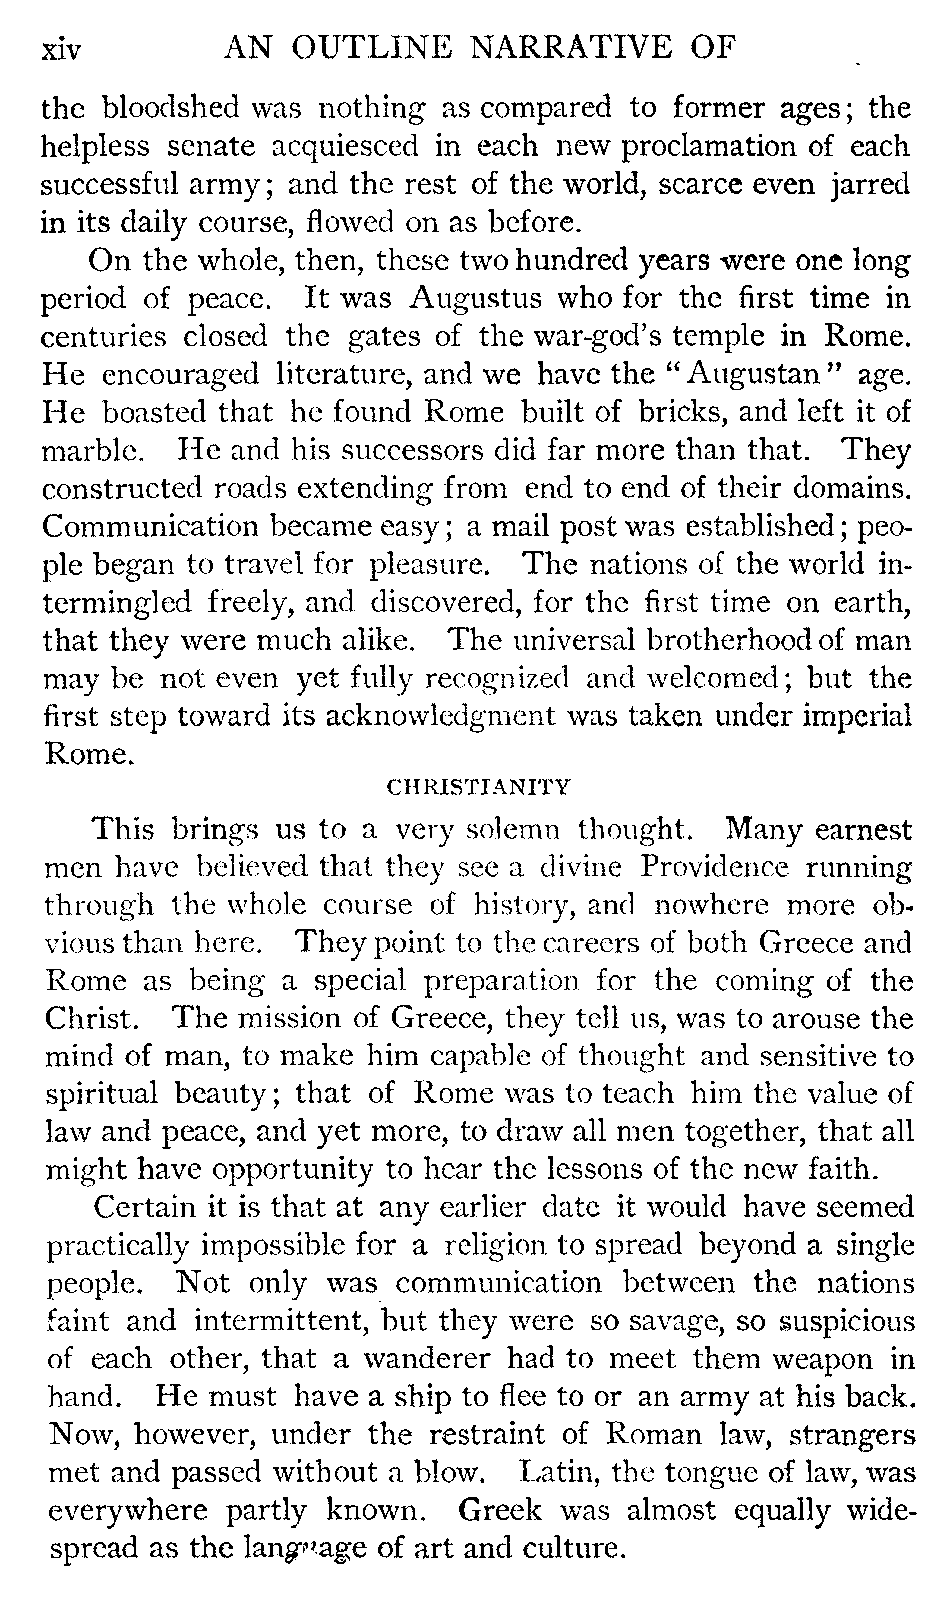 xiv AN OUTLINE NARRATIVE OF
the bloodshed was nothing as compared to former ages; the
helpless senate acquiesced in each new proclamation of each
successful army; and the rest of the world, scarce even jarred
in its daily course, flowed on as before.
On the whole, then, these two hundred years were one long
period of peace. It was Augustus who for the first time in
centuries closed the gates of the war-god's temple in Rome.
He encouraged literature, and we have the "Augustan" age.
He boasted that he found Rome built of bricks, and left it of
marble. He and his successors did far more than that. They
constructed roads extending from end to end of their domains.
Communication became easy; a mail post was established; peo-
ple began to travel for pleasure. The nations of the world in-
termingled freely, and discovered, for the first time on earth,
that they were much alike. The universal brotherhood of man
may be not even yet fully recognized and welcomed; but the
first step toward its acknowledgment was taken under imperial
Rome.
CHRISTIANITY
This brings us to a very solemn thought. Many earnest
men have believed that they see a divine Providence running
through the whole course of history, and nowhere more ob-
vious than here. They point to the careers of both Greece and
Rome as being a special preparation for the coming of the
Christ. The mission of Greece, they tell us, was to arouse the
mind of man, to make him capable of thought and sensitive to
spiritual beauty; that of Rome was to teach him the value of
law and peace, and yet more, to draw all men together, that all
might have opportunity to hear the lessons of the new faith.
Certain it is that at any earlier date it would have seemed
practically impossible for a religion to spread beyond a single
people. Not only was communication between the nations
faint and intermittent, but they were so savage, so suspicious
of each other, that a wanderer had to meet them weapon in
hand. He must have a ship to flee to or an army at his back.
Now, however, under the restraint of Roman law, strangers
met and passed without a blow. Latin, the tongue of law, was
everywhere partly known. Greek was almost equally wide-
spread as the language of art and culture.